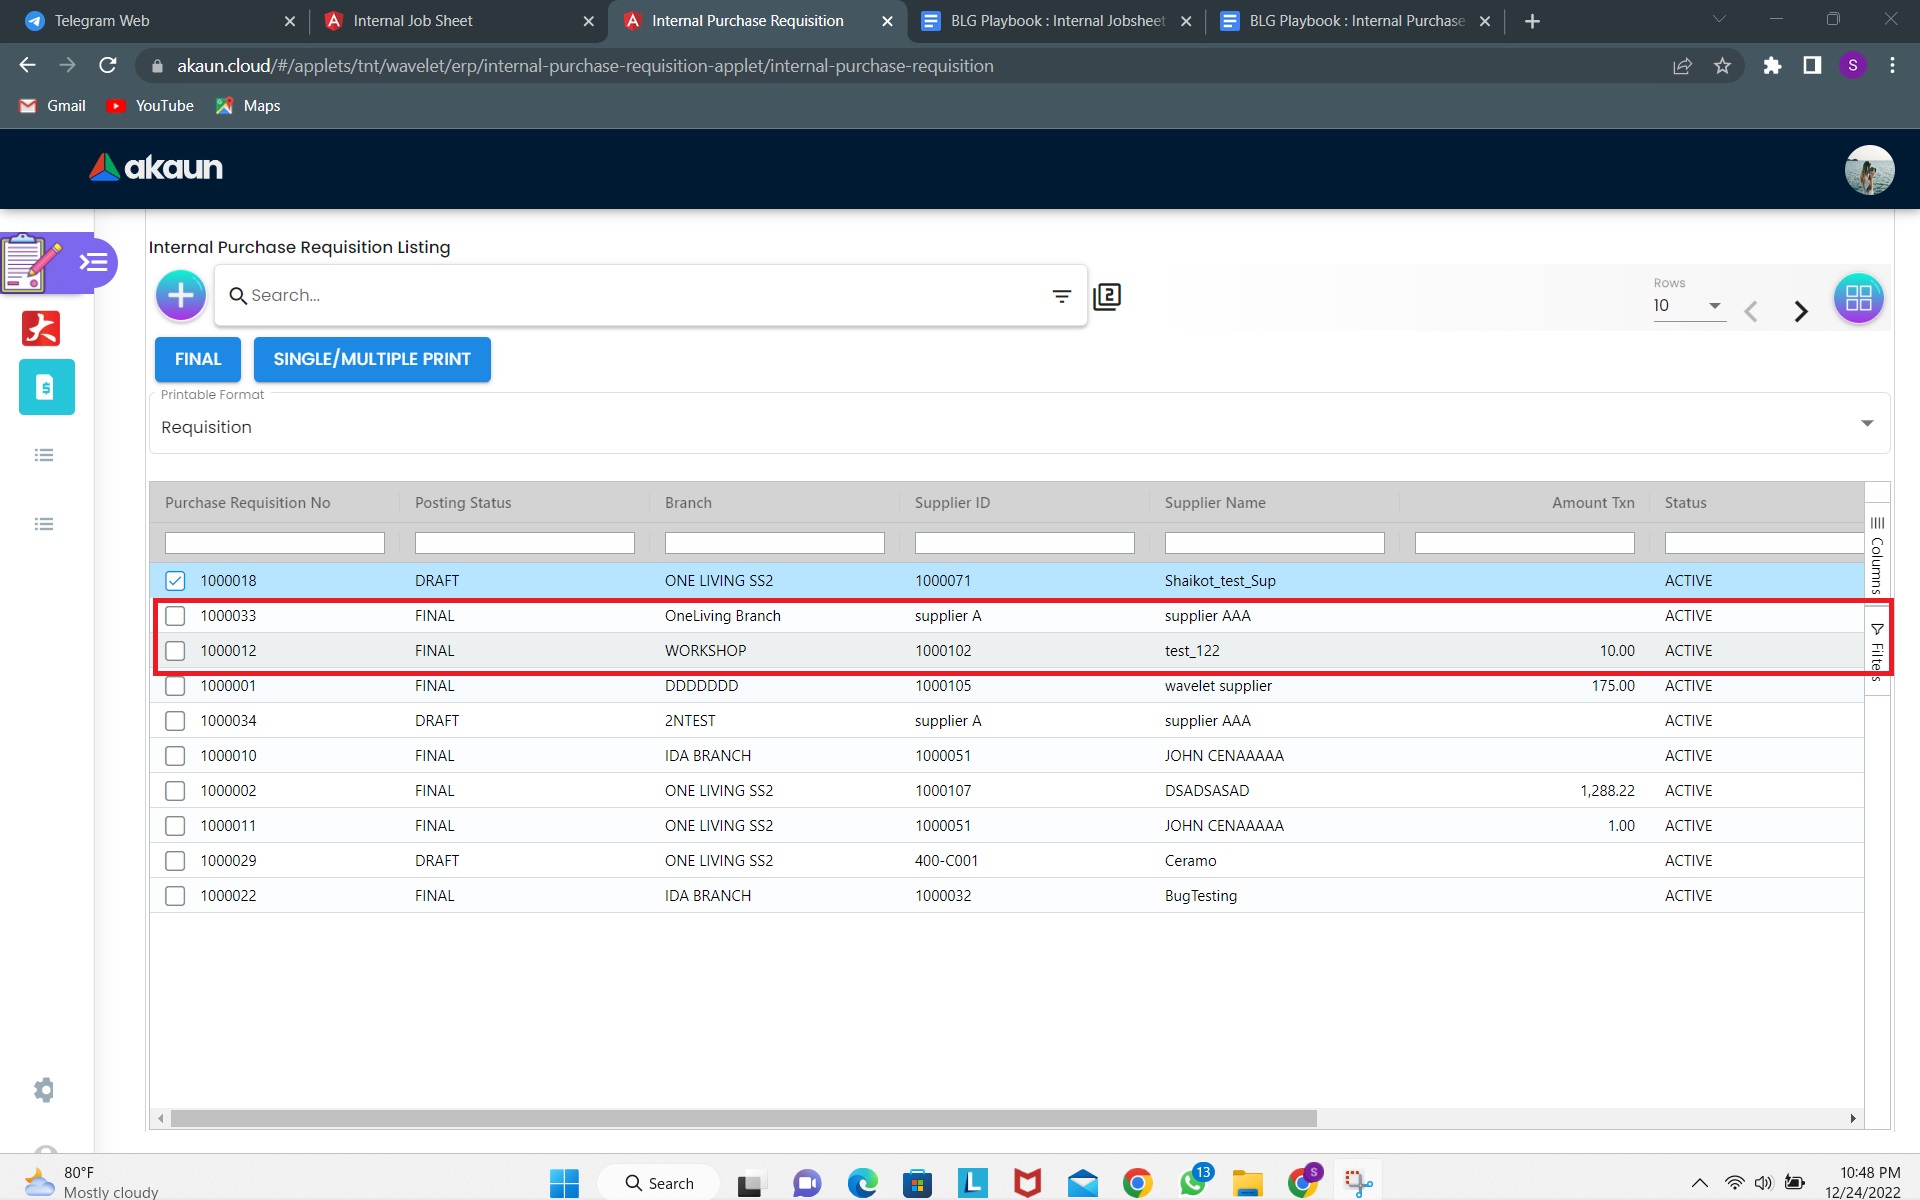 Telegram Web
Internal Job Sheet
Internal Purchase Requisition
BLG Playbook : Internal Jobsheet
BLG Playbook : Internal Purchase
akaun.cloud/#/applets/tnt/wavelet/erp/internal-purchase-requisition-applet/internal-purchase-requisition
S
Gmail
YouTube
Maps
akaun
Internal Purchase Requisition Listing
Search...
2
Rows
10
FINAL
SINGLE/MULTIPLE PRINT
Printable Format
Requisition
Purchase Requisition No Posting Status Branch Supplier ID Supplier Name Amount Txn Status
1000018 DRAFT ONE LIVING SS2 1000071 Shaikot_test_Sup ACTIVE
1000033 FINAL OneLiving Branch supplier A supplier AAA ACTIVE
1000012 FINAL WORKSHOP 1000102 test_122 10.00 ACTIVE
1000001 FINAL DDDDDDD 1000105 wavelet supplier 175.00 ACTIVE
1000034 DRAFT 2NTEST supplier A supplier AAA ACTIVE
1000010 FINAL IDA BRANCH 1000051 JOHN CENAAAAA ACTIVE
1000002 FINAL ONE LIVING SS2 1000107 DSADSASAD 1,288.22 ACTIVE
1000011 FINAL ONE LIVING SS2 1000051 JOHN CENAAAAA 1.00 ACTIVE
1000029 DRAFT ONE LIVING SS2 400-C001 Ceramo ACTIVE
1000022 FINAL IDA BRANCH 1000032 BugTesting ACTIVE
Columns
Filters
80°F
Mostly cloudy
Search
L
13
S
10:48 PM
12/24/2022